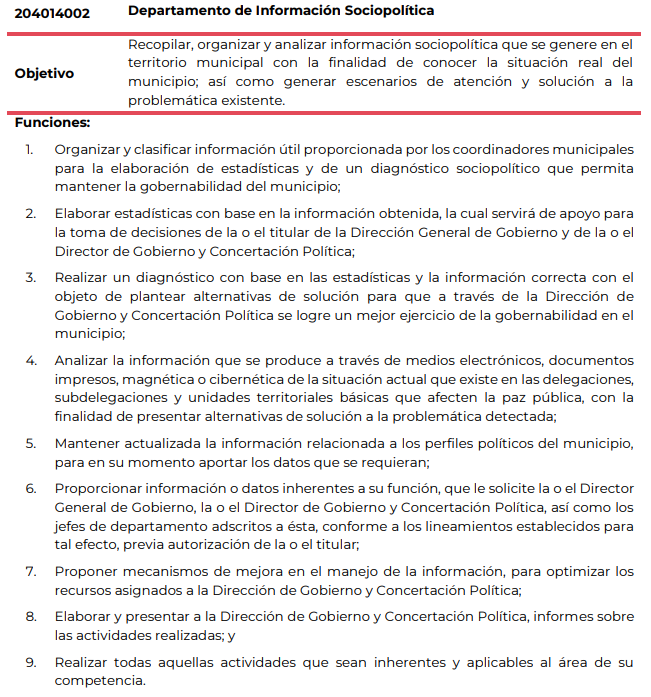 204014002 Departamento de Información Sociopolítica
Recopilar, organizar y analizar información sociopolítica que se genere en el
territorio municipal con la finalidad de conocer la situación real del
Objetivo
municipio; así como generar escenarios de atención y solución a la
problemática existente.
Funciones:
1. Organizar y clasificar información útil proporcionada por los coordinadores municipales
para la elaboración de estadísticas y de un diagnóstico sociopolítico que permita
mantener la gobernabilidad del municipio;
2. Elaborar estadísticas con base en la información obtenida, la cual servirá de apoyo para
la toma de decisiones de la o el titular de la Dirección General de Gobierno y de la o el
Director de Gobierno y Concertación Política;
3. Realizar un diagnóstico con base en las estadísticas y la información correcta con el
objeto de plantear alternativas de solución para que a través de la Dirección de
Gobierno y Concertación Política se logre un mejor ejercicio de la gobernabilidad en el
municipio;
4. Analizar la información que se produce a través de medios electrónicos, documentos
impresos, magnética o cibernética de la situación actual que existe en las delegaciones,
subdelegaciones y unidades territoriales básicas que afecten la paz pública, con la
finalidad de presentar alternativas de solución a la problemática detectada;
5. Mantener actualizada la información relacionada a los perfiles políticos del municipio,
para en su momento aportar los datos que se requieran;
6. Proporcionar información o datos inherentes a su función, que le solicite la o el Director
General de Gobierno, la o el Director de Gobierno y Concertación Política, así como los
jefes de departamento adscritos a ésta, conforme a los lineamientos establecidos para
tal efecto, previa autorización de la o el titular;
7. Proponer mecanismos de mejora en el manejo de la información, para optimizar los
recursos asignados a la Dirección de Gobierno y Concertación Política;
8. Elaborar y presentar a la Dirección de Gobierno y Concertación Política, informes sobre
las actividades realizadas; y
9. Realizar todas aquellas actividades que sean inherentes y aplicables al área de su
competencia.